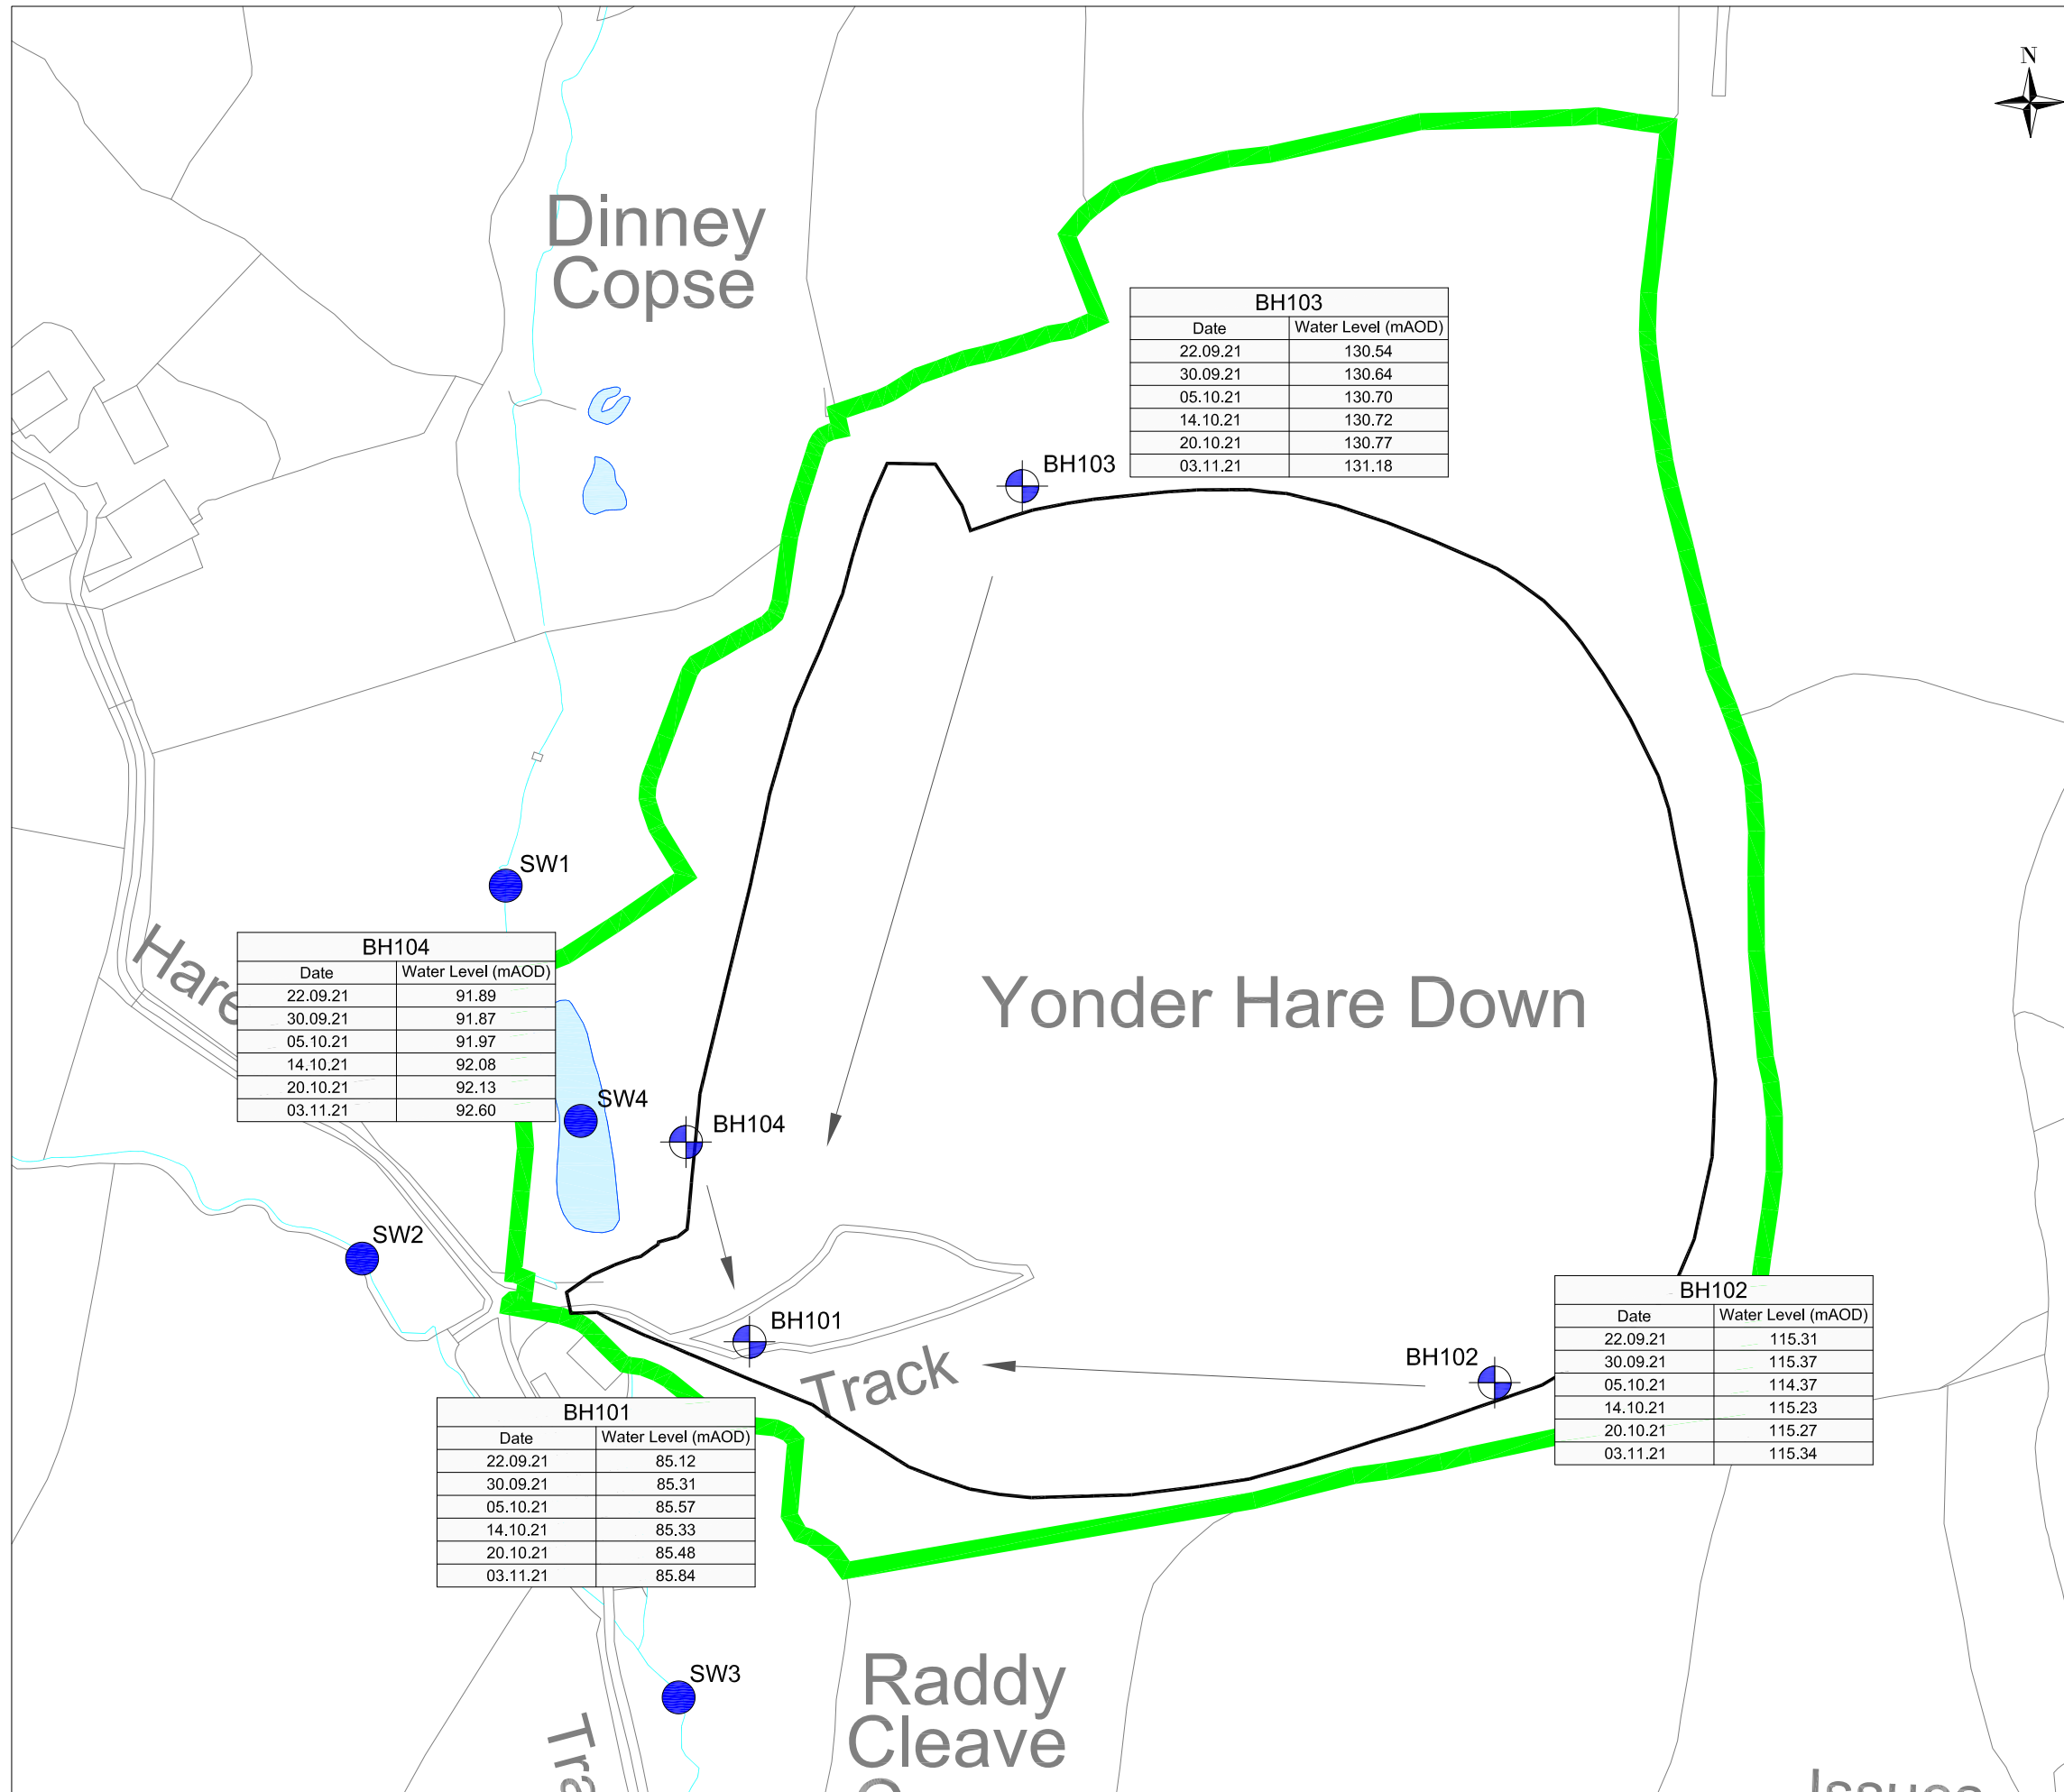 N
Dinney
Copse
BH103
Date Water Level (mAOD)
22.09.21 130.54
30.09.21 130.64
05.10.21 130.70
14.10.21 130.72
20.10.21 130.77
03.11.21 131.18
BH103
SW1
Hare
BH104
Date Water Level (mAOD)
22.09.21 91.89
30.09.21 91.87
05.10.21 91.97
14.10.21 92.08
20.10.21 92.13
03.11.21 92.60
Yonder Hare Down
SW4
BH104
SW2
BH101
Track
BH102
BH102
Date Water Level (mAOD)
22.09.21 115.31
30.09.21 115.37
05.10.21 114.37
14.10.21 115.23
20.10.21 115.27
03.11.21 115.34
BH101
Date Water Level (mAOD)
22.09.21 85.12
30.09.21 85.31
05.10.21 85.57
14.10.21 85.33
20.10.21 85.48
03.11.21 85.84
SW3
Raddy
Cleave
Tra